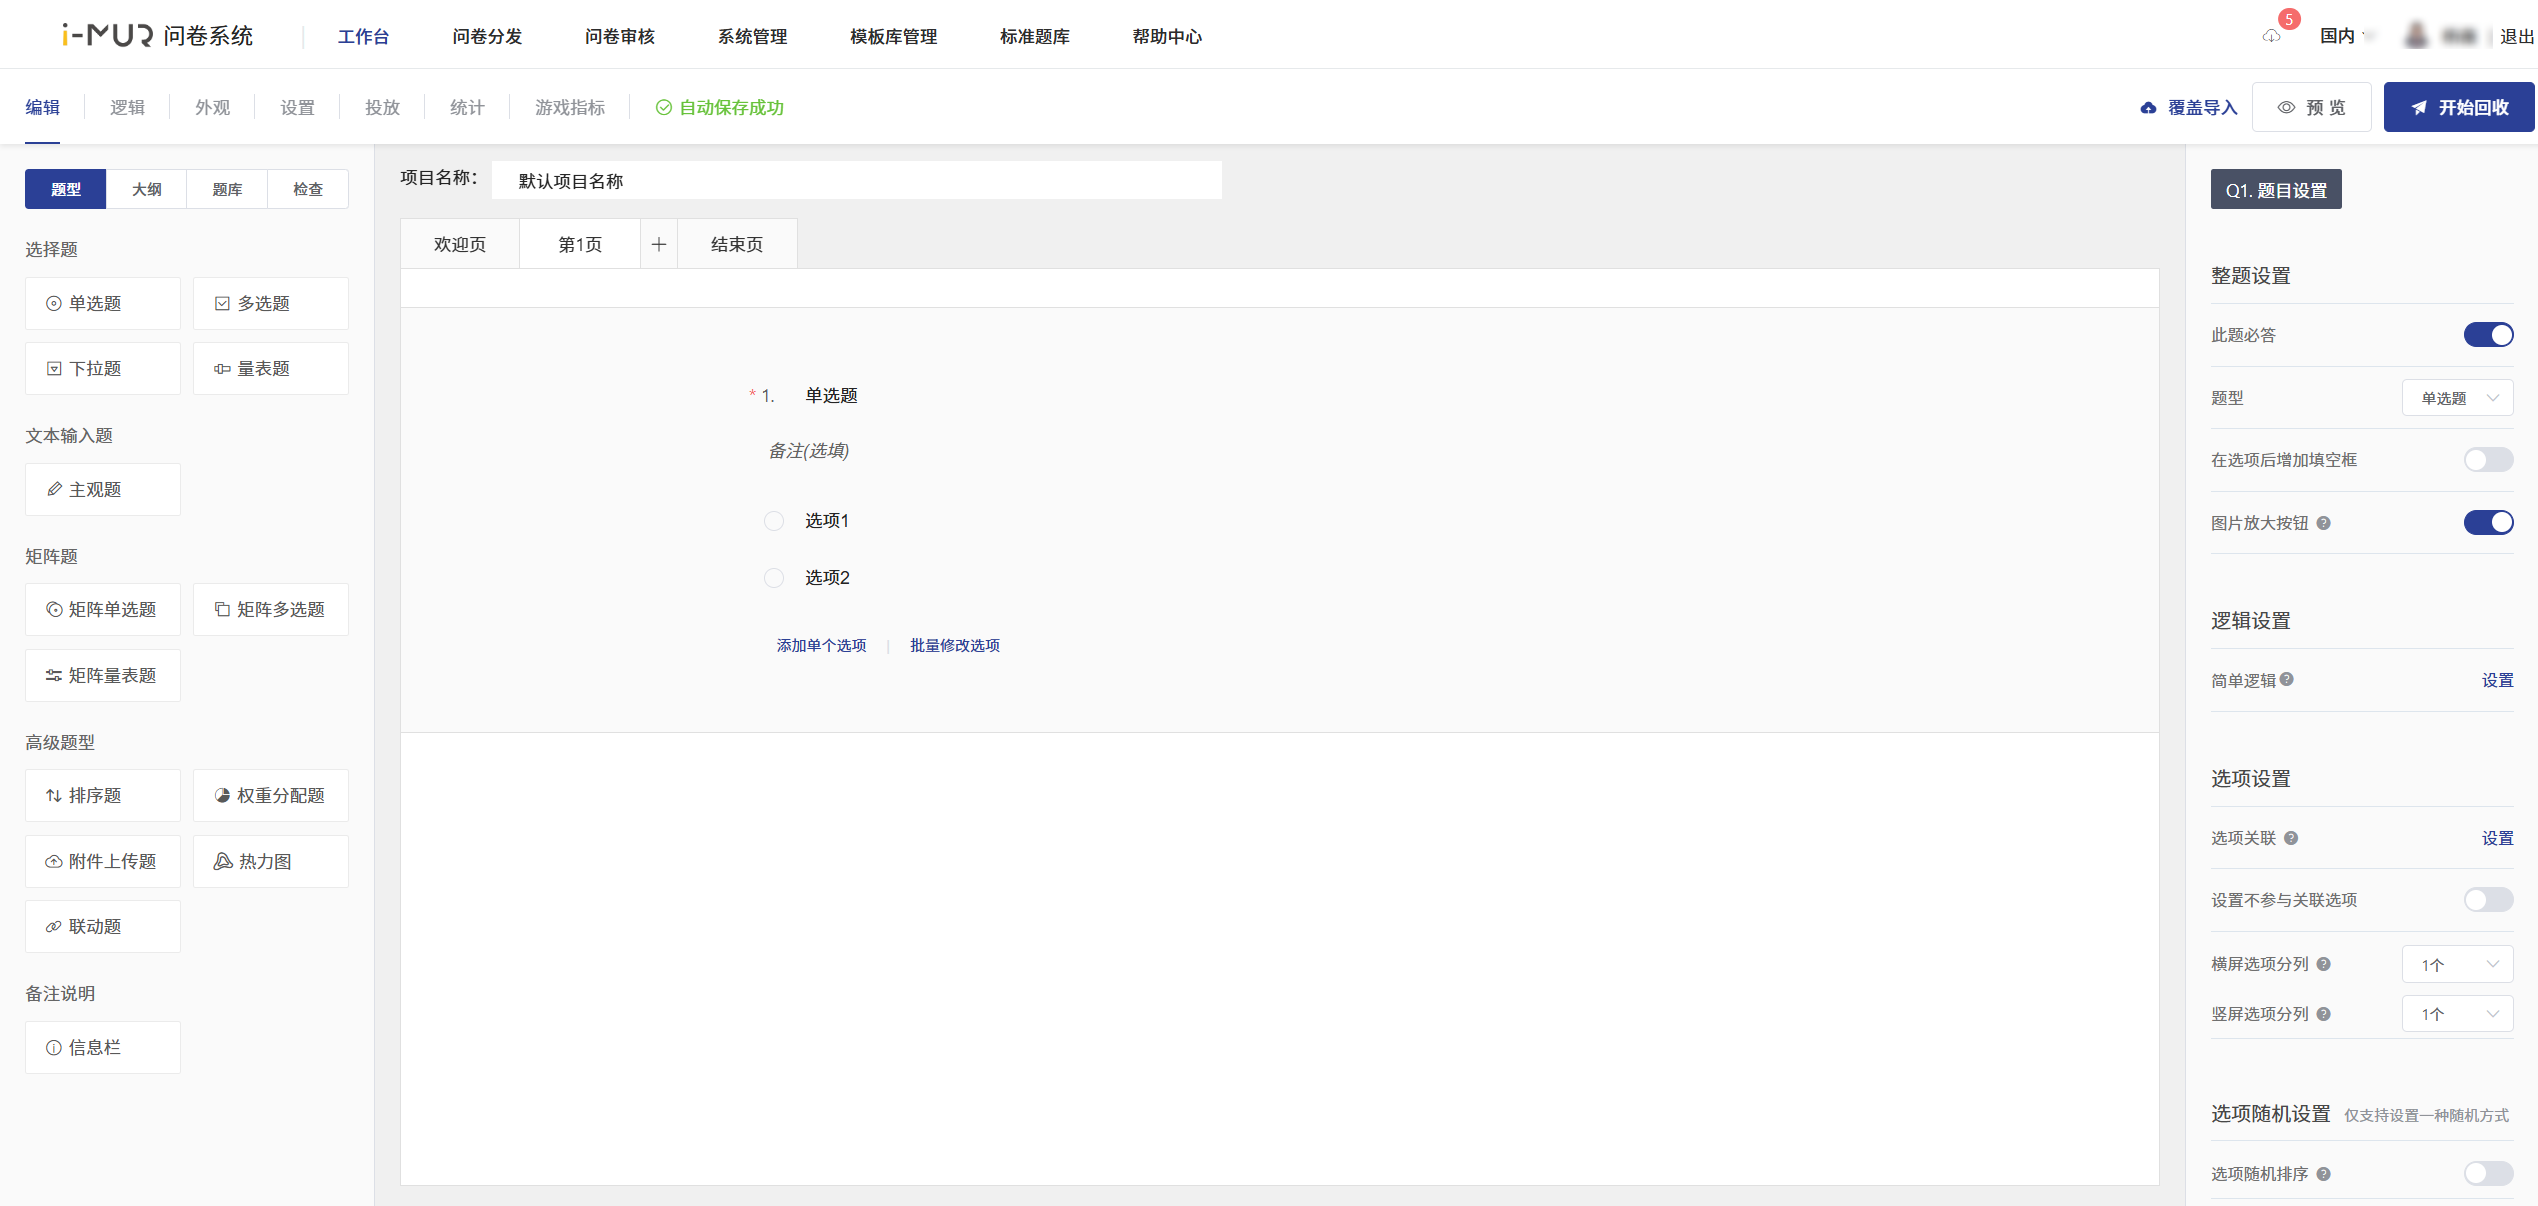 i-MUR 问卷系统
工作台
问卷分发
问卷审核
系统管理
模板库管理
标准题库
帮助中心
5
国内
退出
编辑
逻辑
外观
设置
投放
统计
游戏指标
自动保存成功
覆盖导入
预 览
开始回收
题型
大纲
题库
检查
选择题
单选题
多选题
下拉题
量表题
文本输入题
主观题
矩阵题
矩阵单选题
矩阵多选题
矩阵量表题
高级题型
排序题
权重分配题
附件上传题
热力图
联动题
备注说明
信息栏
项目名称：
默认项目名称
欢迎页
第1页
结束页
* 1. 单选题
备注(选填)
选项1
选项2
添加单个选项 | 批量修改选项
Q1. 题目设置
整题设置
此题必答
题型
单选题
在选项后增加填空框
图片放大按钮
逻辑设置
简单逻辑
设置
选项设置
选项关联
设置
设置不参与关联选项
横屏选项分列
1个
竖屏选项分列
1个
选项随机设置 仅支持设置一种随机方式
选项随机排序